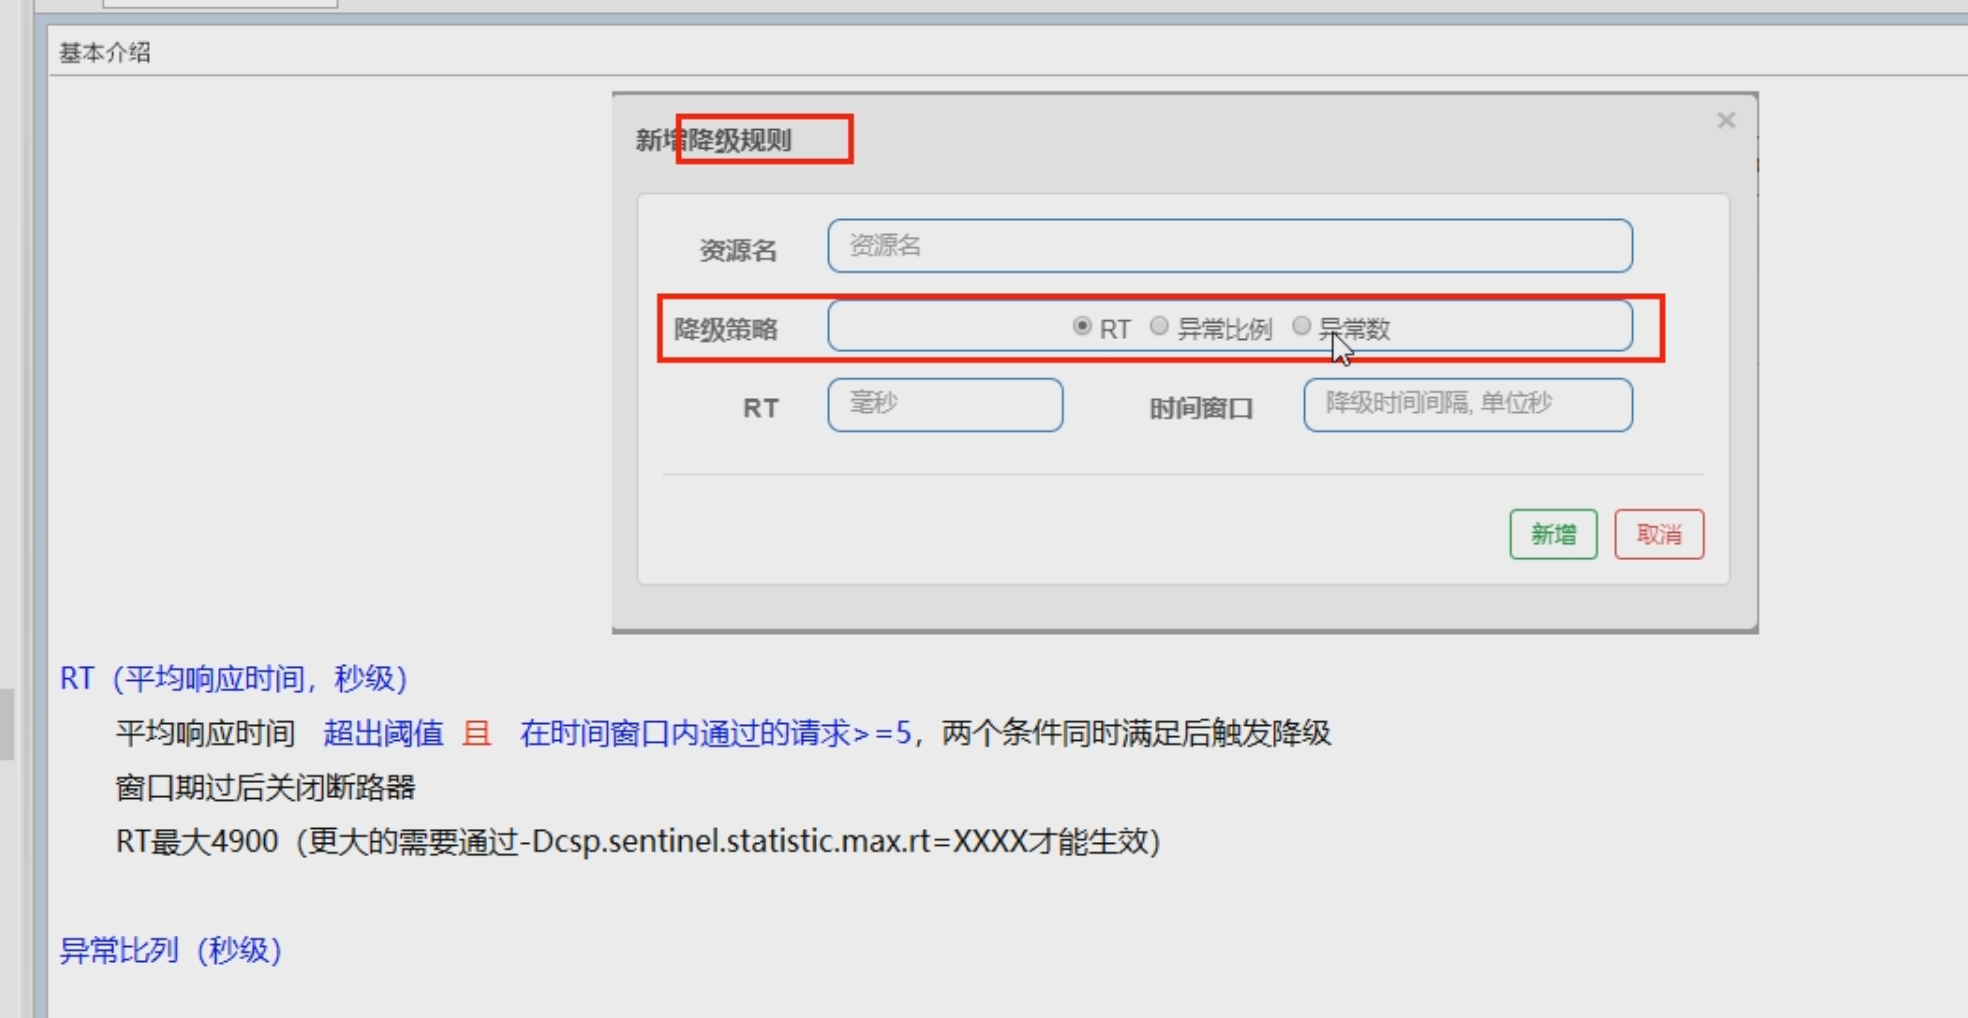 基本介绍
新增降级规则 ×
资源名 资源名
降级策略 RT 异常比例 异常数
RT 毫秒 时间窗口 降级时间间隔, 单位秒
新增 取消
RT（平均响应时间，秒级）
平均响应时间 超出阈值 且 在时间窗口内通过的请求>=5，两个条件同时满足后触发降级
窗口期过后关闭断路器
RT最大4900（更大的需要通过-Dcsp.sentinel.statistic.max.rt=XXXX才能生效）
异常比列（秒级）